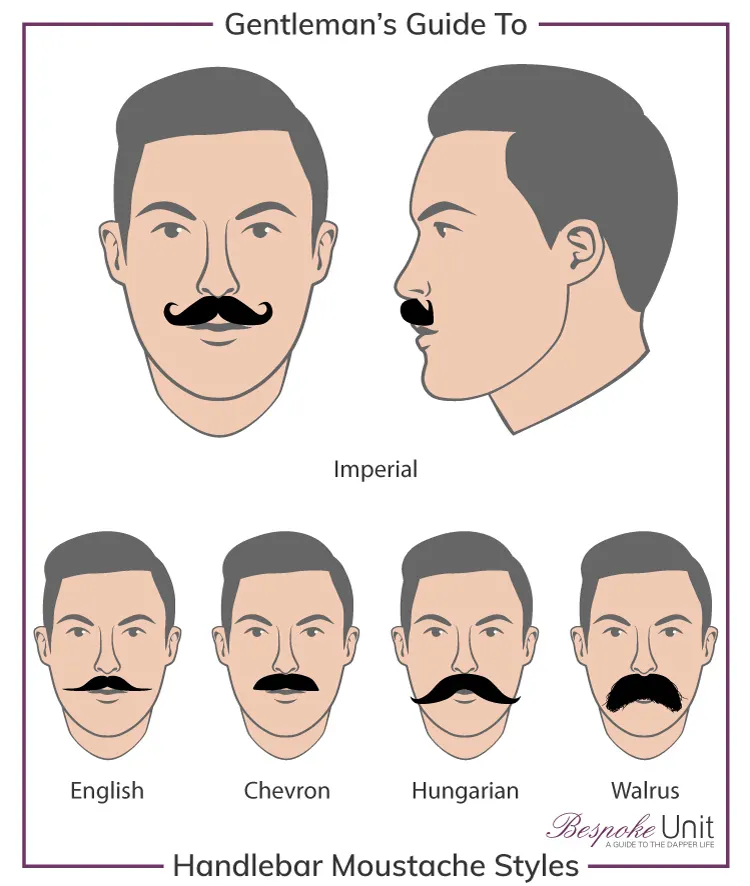 Gentleman’s Guide To
Imperial
English Chevron Hungarian Walrus
Bespoke Unit
A GUIDE TO THE DAPPER LIFE
Handlebar Moustache Styles